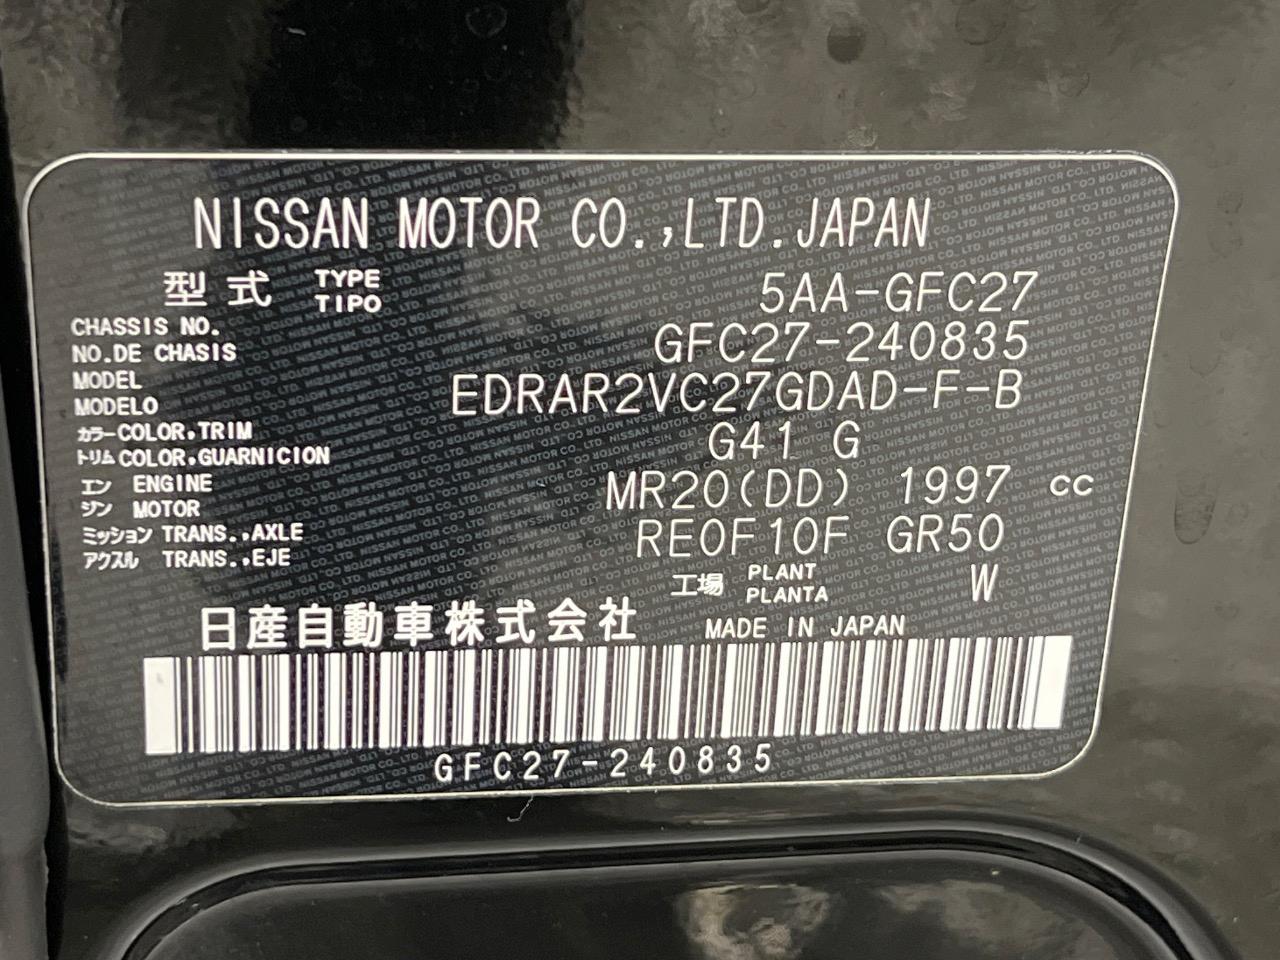 NISSAN MOTOR CO.,LTD.JAPAN
型式 TYPE TIPO 5AA-GFC27
CHASSIS NO.
NO.DE CHASIS GFC27-240835
MODEL
MODELO EDRAR2VC27GDAD-F-B
カラー COLOR,TRIM
トリム COLOR,GUARNICION G41 G
エン ENGINE
ジン MOTOR MR20(DD) 1997 cc
ミッション TRANS.,AXLE
アクスル TRANS.,EJE RE0F10F GR50
工場 PLANT PLANTA W
日産自動車株式会社 MADE IN JAPAN
GFC27-240835